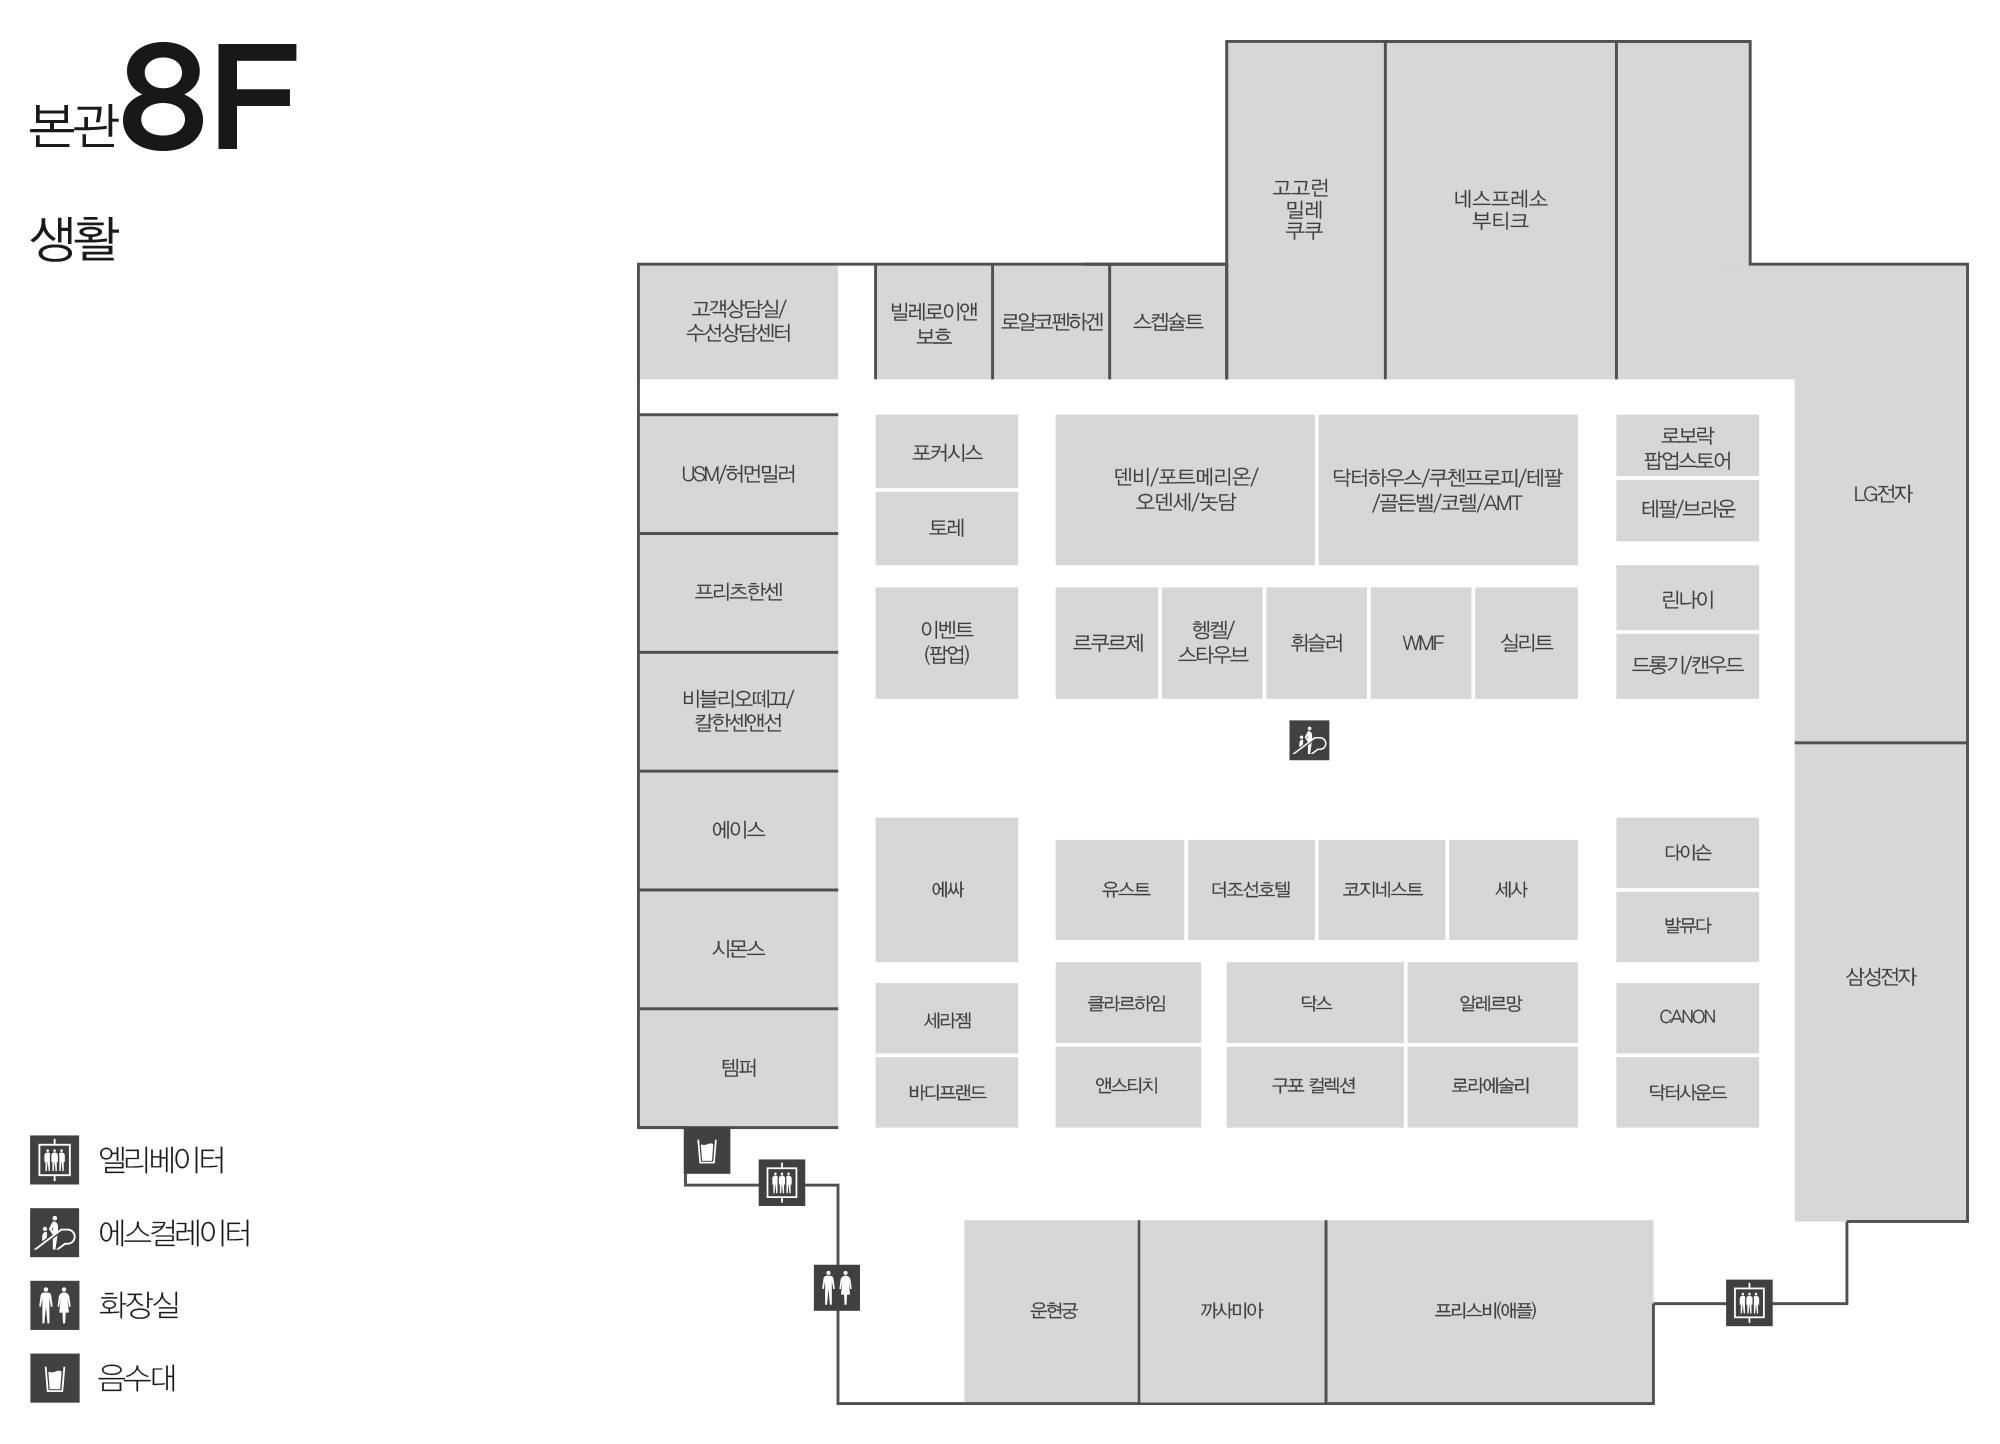 본관 8F
생활
고고런
밀레
쿠쿠
네스프레소
부티크
고객상담실/
수선상담센터
빌레로이앤
보흐
로얄코펜하겐
스켑슐트
USM/허먼밀러
포커시스
토레
덴비/포트메리온/
오덴세/놋담
닥터하우스/쿠첸프로피/테팔
/골든벨/코렐/AMT
로보락
팝업스토어
테팔/브라운
LG전자
프리츠한센
이벤트
(팝업)
르쿠르제
헹켈/
스타우브
휘슬러
WMF
실리트
린나이
드롱기/캔우드
비블리오떼끄/
칼한센앤선
에이스
에싸
유스트
더조선호텔
코지네스트
세사
다이슨
발뮤다
시몬스
삼성전자
세라젬
바디프랜드
클라르하임
앤스티치
닥스
알레르망
구포 컬렉션
로라에술리
CANON
닥터사운드
템퍼
운현궁
까사미아
프리스비(애플)
엘리베이터
에스컬레이터
화장실
음수대